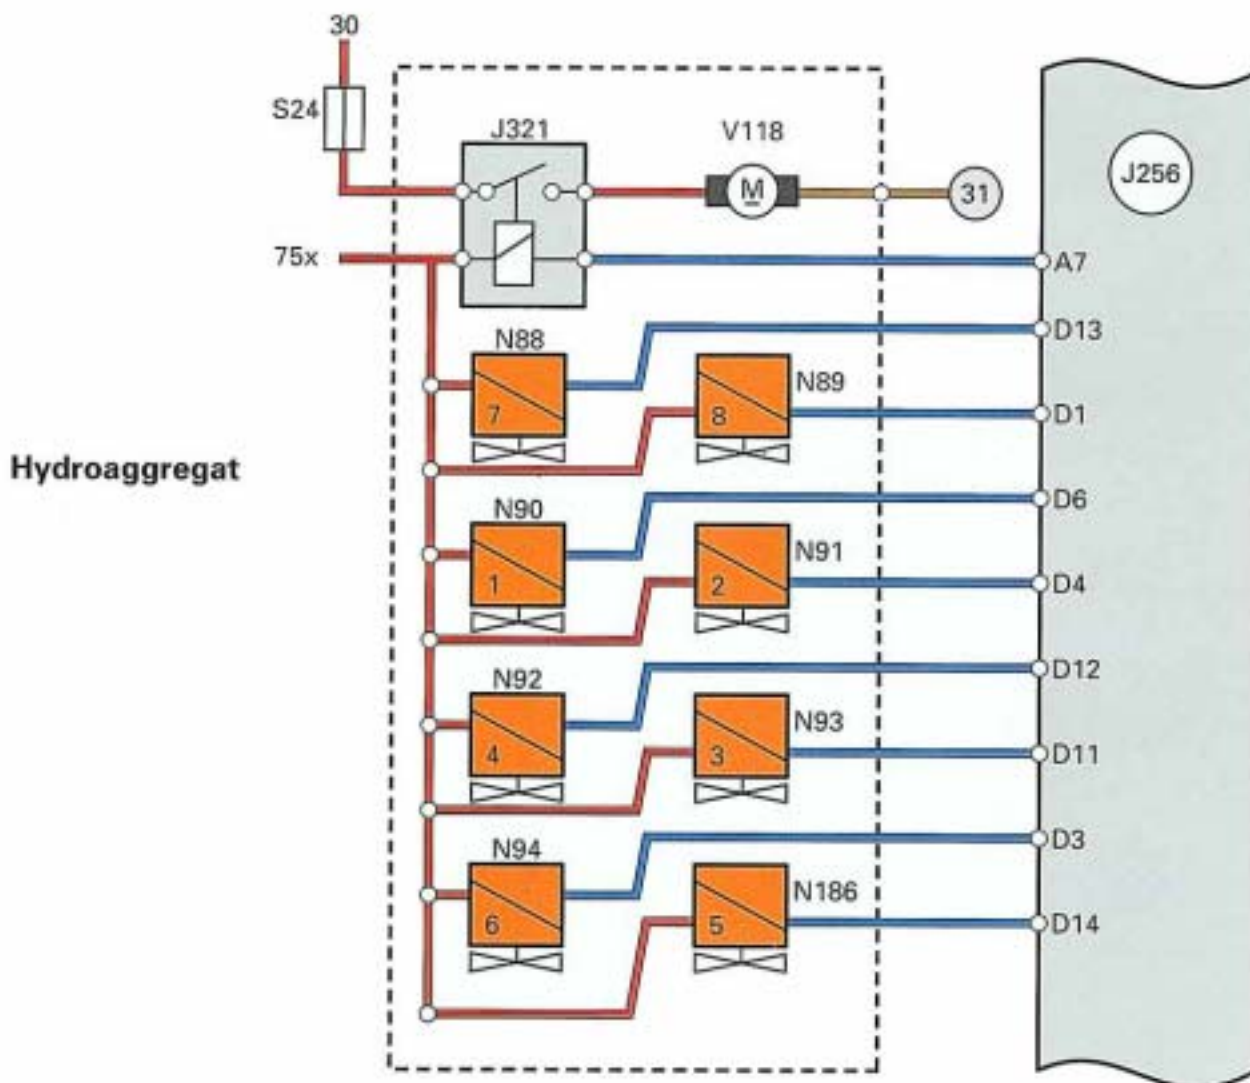 30
S24
J321
V118
M
31
J256
75x
A7
D13
N88
N89
7
8
D1
Hydroaggregat
D6
N90
N91
1
2
D4
D12
N92
N93
4
3
D11
D3
N94
N186
6
5
D14